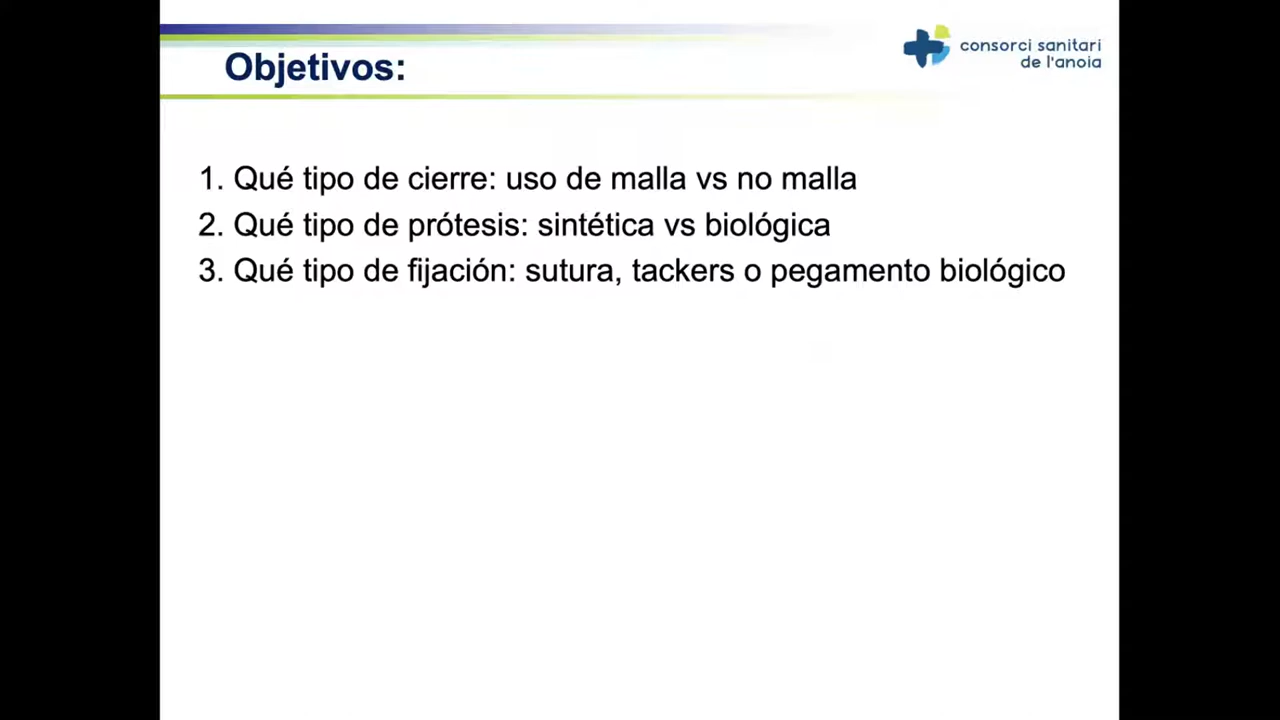 Objetivos:
consorci sanitari
de l'anoia
1. Qué tipo de cierre: uso de malla vs no malla
2. Qué tipo de prótesis: sintética vs biológica
3. Qué tipo de fijación: sutura, tackers o pegamento biológico